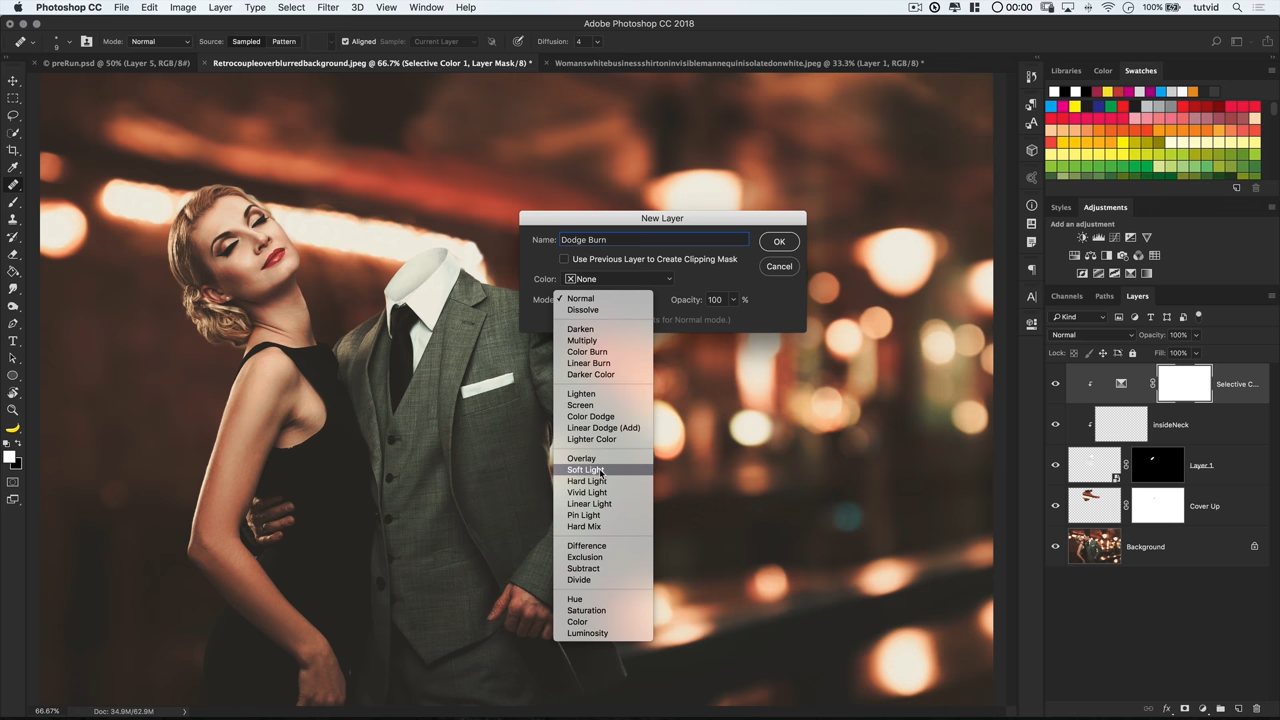 Photoshop CC File Edit Image Layer Type Select Filter 3D View Window Help 00:00 100% tutvid
Adobe Photoshop CC 2018
9 Mode: Normal Source: Sampled Pattern Aligned Sample: Current Layer Diffusion: 4
© preRun.psd @ 50% (Layer 5, RGB/8#) Retrocoupleoverblurredbackground.jpeg @ 66.7% (Selective Color 1, Layer Mask/8) * Womanswhitebusinessshirtoninvisiblemannequinisolatedonwhite.jpeg @ 33.3% (Layer 1, RGB/8) *
Libraries Color Swatches
Styles Adjustments
Add an adjustment
Channels Paths Layers
Kind
Normal Opacity: 100%
Lock: Fill: 100%
Selective C...
insideNeck
Layer 1
Cover Up
Background
New Layer
Name: Dodge Burn OK
Use Previous Layer to Create Clipping Mask
Cancel
Color: None
Mode Opacity: 100 %
s for Normal mode.)
Normal
Dissolve
Darken
Multiply
Color Burn
Linear Burn
Darker Color
Lighten
Screen
Color Dodge
Linear Dodge (Add)
Lighter Color
Overlay
Soft Light
Hard Light
Vivid Light
Linear Light
Pin Light
Hard Mix
Difference
Exclusion
Subtract
Divide
Hue
Saturation
Color
Luminosity
66.67% Doc: 34.9M/62.9M